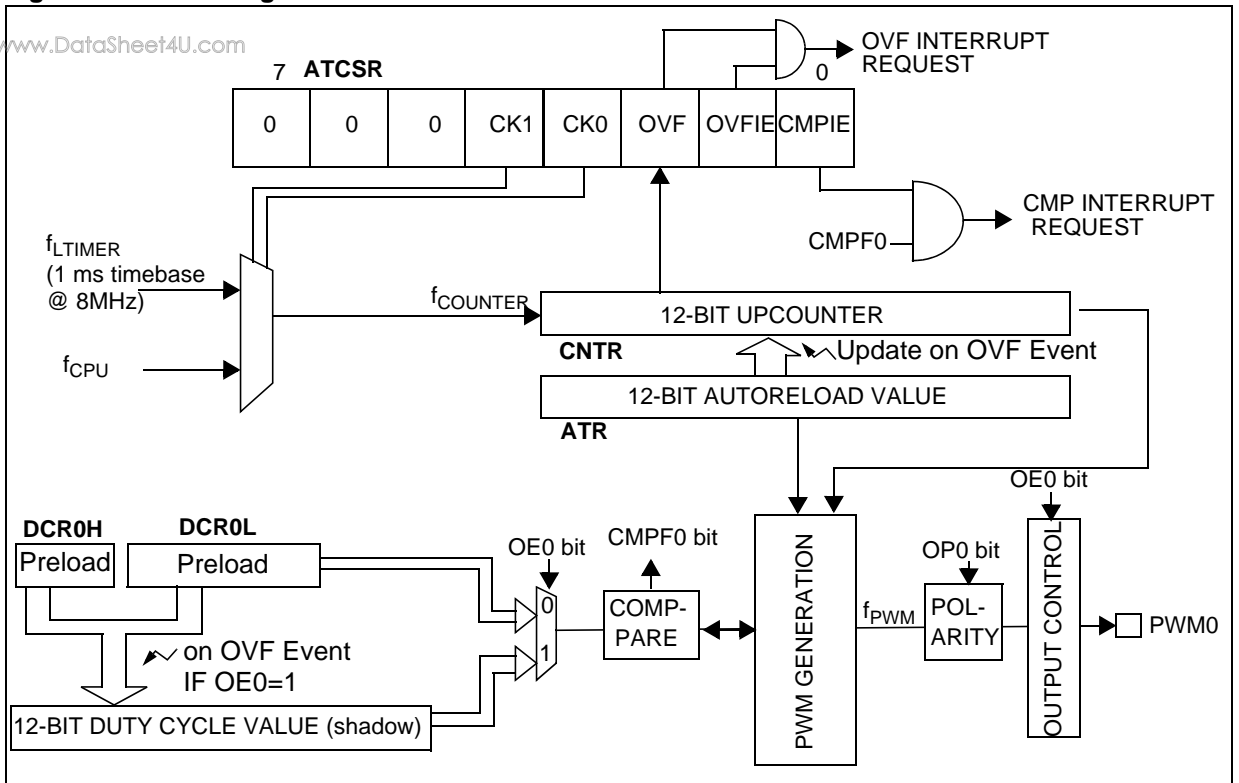 www.DataSheet4U.com
OVF INTERRUPT
REQUEST
7 ATCSR 0
0 0 0 CK1 CK0 OVF OVFIE CMPIE
CMP INTERRUPT
REQUEST
CMPF0
fLTIMER
(1 ms timebase
@ 8MHz)
fCOUNTER
12-BIT UPCOUNTER
CNTR
Update on OVF Event
fCPU
12-BIT AUTORELOAD VALUE
ATR
OE0 bit
DCR0H DCR0L
Preload Preload
OE0 bit
CMPF0 bit
OP0 bit
0
1
COMP-
PARE
PWM GENERATION
fPWM
POL-
ARITY
OUTPUT CONTROL
PWM0
on OVF Event
IF OE0=1
12-BIT DUTY CYCLE VALUE (shadow)